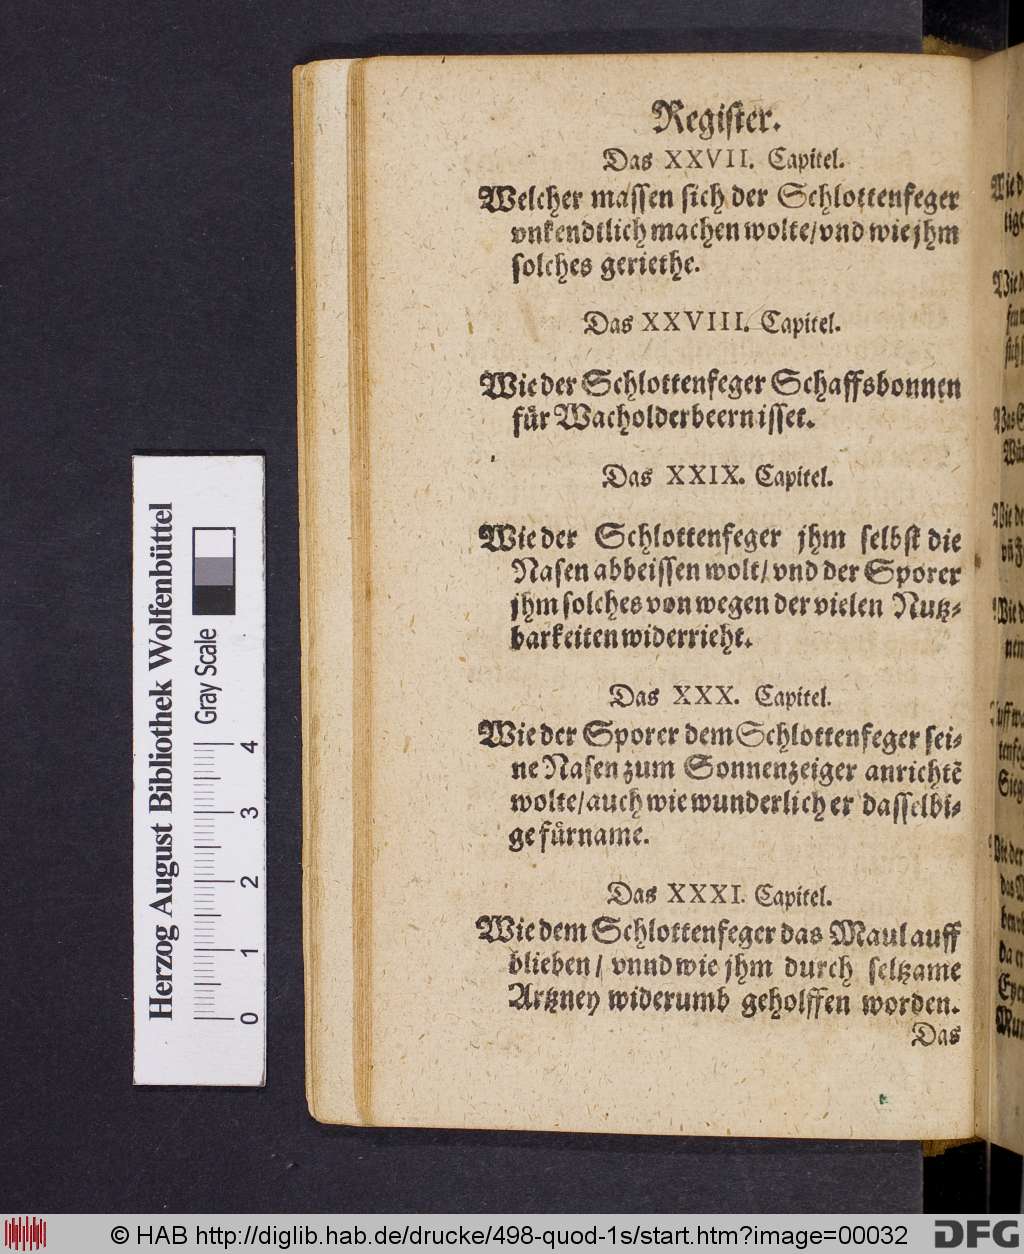 Register.
Das XXVII. Capitel.
Welcher massen sich der Schlottenfeger
vnkendtlich machen wolte/vnd wie jhm
solches geriethe.
Das XXVIII. Capitel.
Wie der Schlottenfeger Schaffsbonnen
für Wacholderbeern isset.
Das XXIX. Capitel.
Wie der Schlottenfeger jhm selbst die
Nasen abbeissen wolt/ vnd der Sporer
jhm solches von wegen der vielen Nutz-
barkeiten widerrieht.
Das XXX. Capitel.
Wie der Sporer dem Schlottenfeger sei-
ne Nasen zum Sonnenzeiger anrichtē
wolte/auch wie wunderlich er dasselbi-
ge fürname.
Das XXXI. Capitel.
Wie dem Schlottenfeger das Maul auff
blieben/ vnnd wie jhm durch seltzame
Artzney widerumb geholffen worden.
Das
Herzog August Bibliothek Wolfenbüttel
Gray Scale
0 1 2 3 4
© HAB http://diglib.hab.de/drucke/498-quod-1s/start.htm?image=00032
DFG